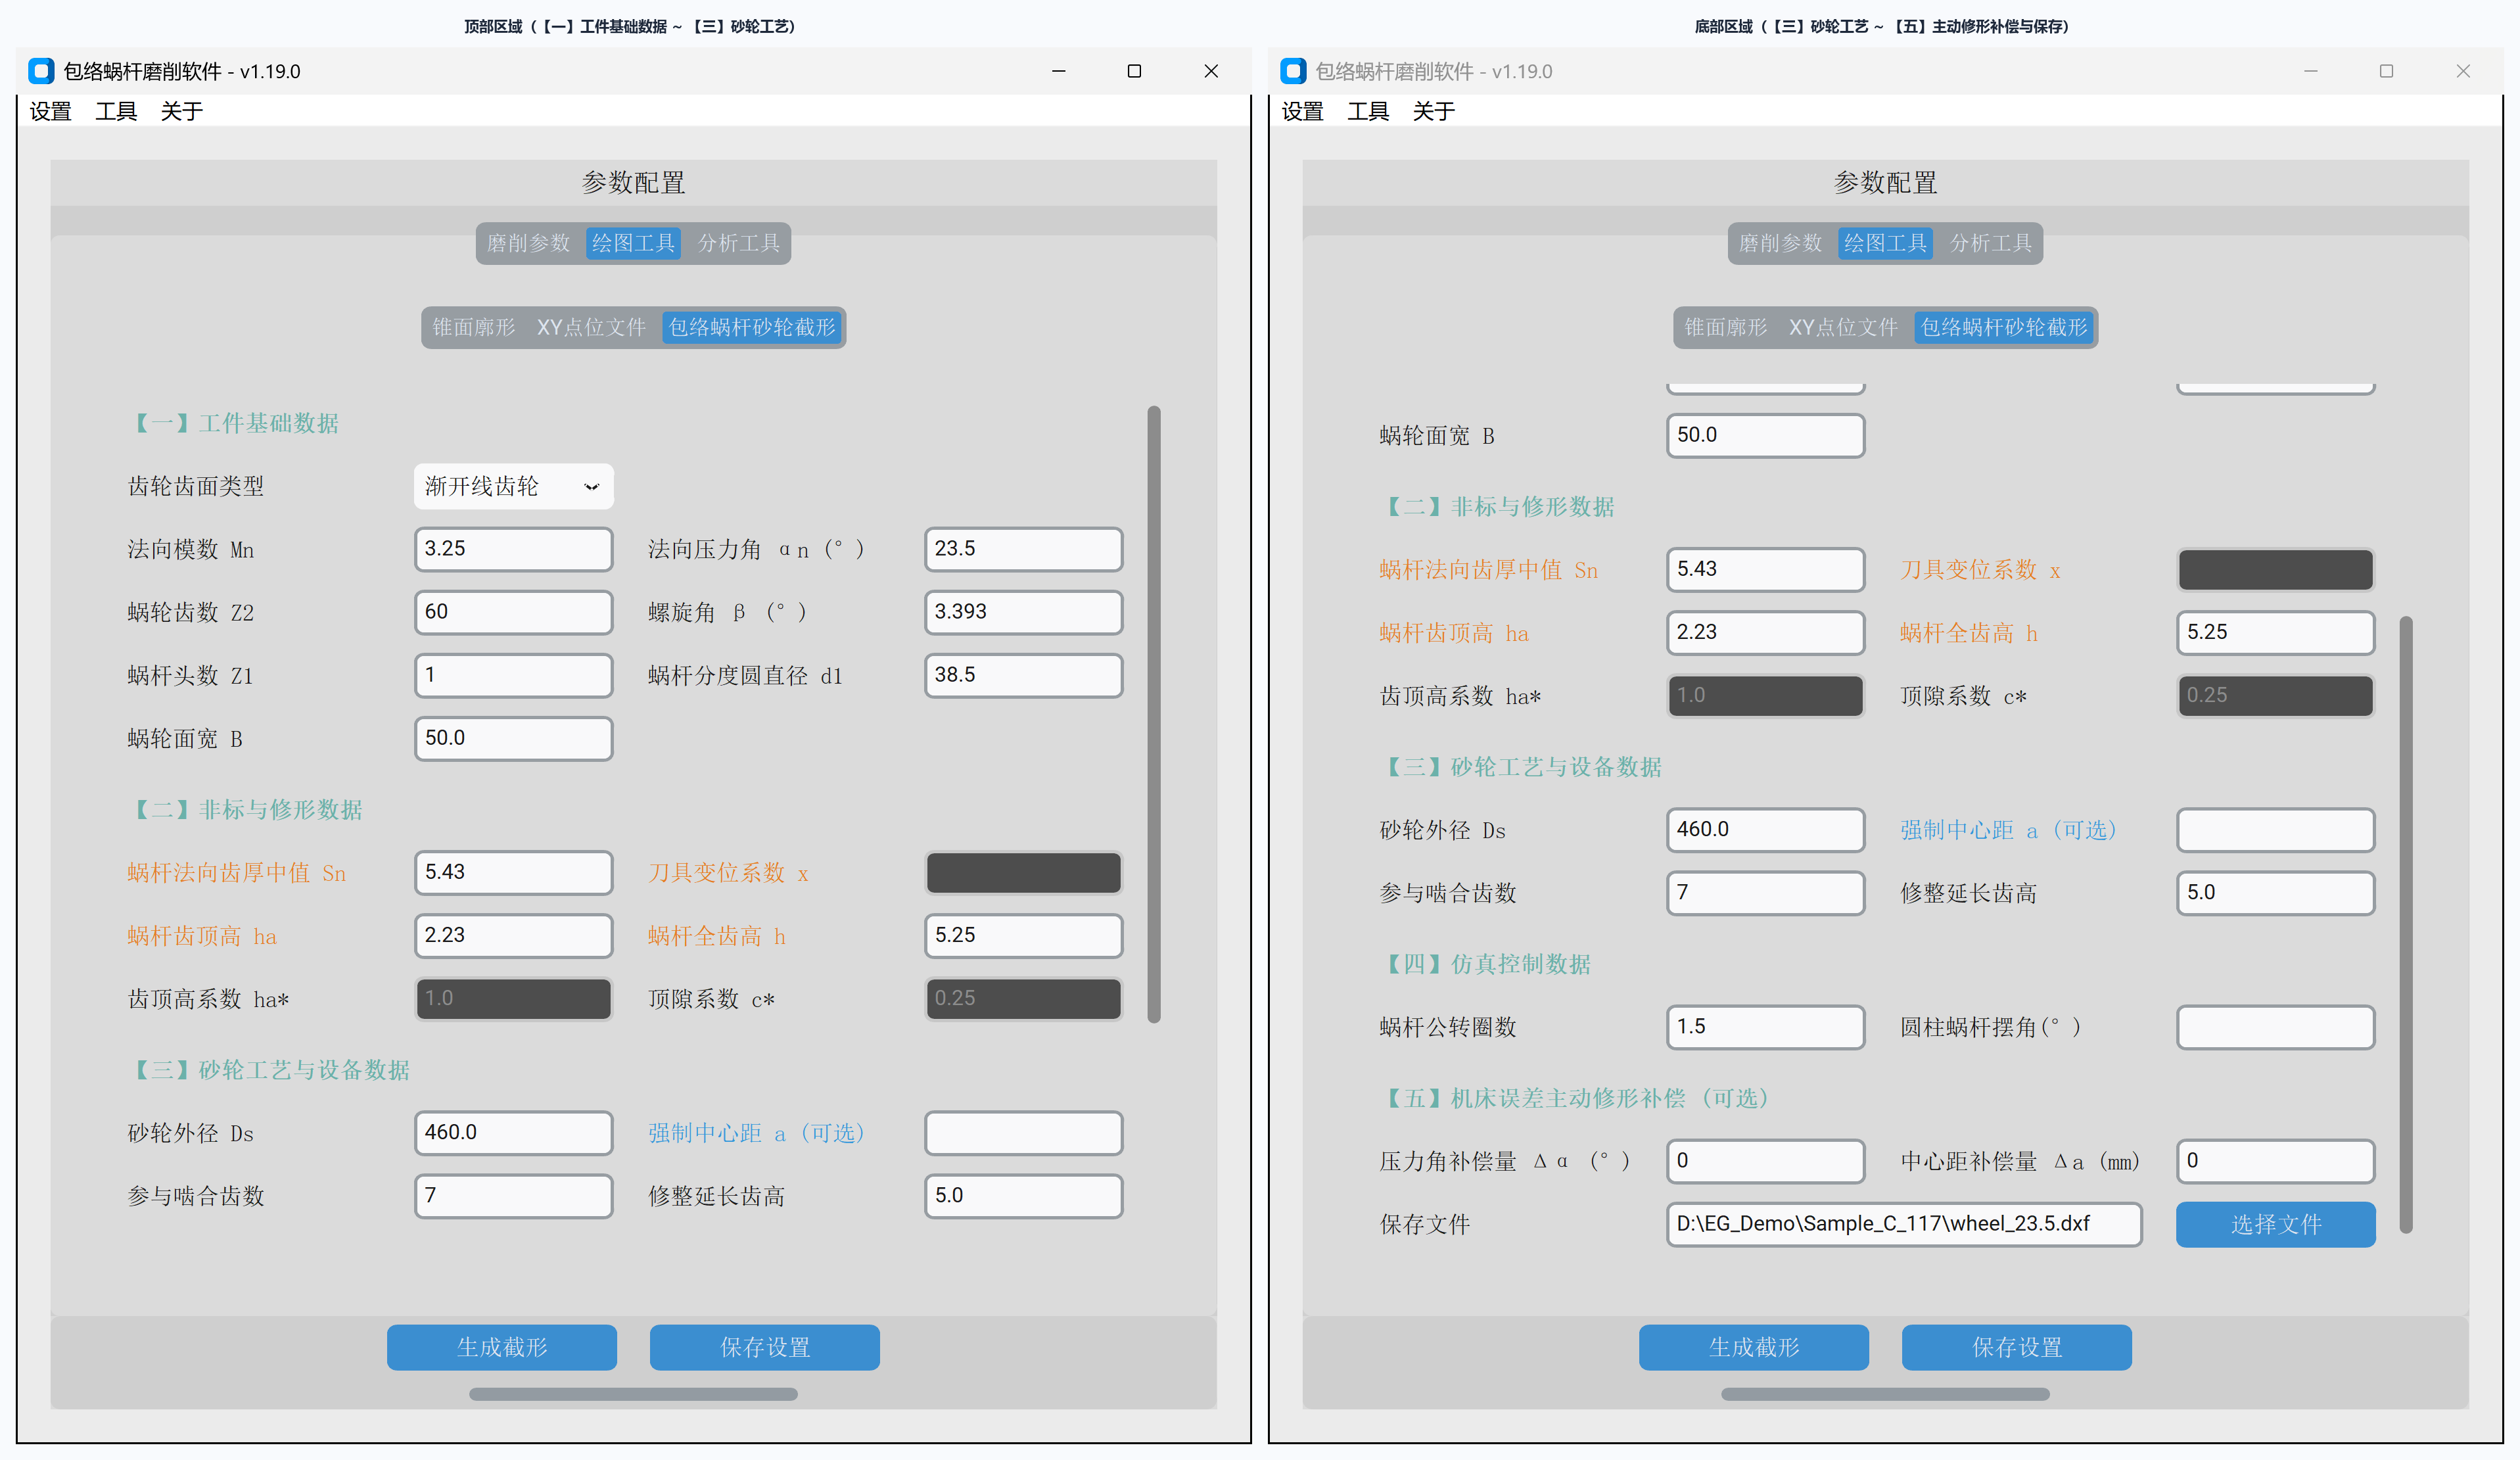 顶部区域（【一】工件基础数据 ~ 【三】砂轮工艺）
包络蜗杆磨削软件 - v1.19.0
设置 工具 关于
参数配置
磨削参数 绘图工具 分析工具
锥面廓形 XY点位文件 包络蜗杆砂轮截形
【一】工件基础数据
齿轮齿面类型 渐开线齿轮
法向模数 Mn 3.25 法向压力角 αn (°) 23.5
蜗轮齿数 Z2 60 螺旋角 β (°) 3.393
蜗杆头数 Z1 1 蜗杆分度圆直径 d1 38.5
蜗轮面宽 B 50.0
【二】非标与修形数据
蜗杆法向齿厚中值 Sn 5.43 刀具变位系数 x
蜗杆齿顶高 ha 2.23 蜗杆全齿高 h 5.25
齿顶高系数 ha* 1.0 顶隙系数 c* 0.25
【三】砂轮工艺与设备数据
砂轮外径 Ds 460.0 强制中心距 a (可选)
参与啮合齿数 7 修整延长齿高 5.0
生成截形 保存设置
底部区域（【三】砂轮工艺 ~ 【五】主动修形补偿与保存）
包络蜗杆磨削软件 - v1.19.0
设置 工具 关于
参数配置
磨削参数 绘图工具 分析工具
锥面廓形 XY点位文件 包络蜗杆砂轮截形
蜗轮面宽 B 50.0
【二】非标与修形数据
蜗杆法向齿厚中值 Sn 5.43 刀具变位系数 x
蜗杆齿顶高 ha 2.23 蜗杆全齿高 h 5.25
齿顶高系数 ha* 1.0 顶隙系数 c* 0.25
【三】砂轮工艺与设备数据
砂轮外径 Ds 460.0 强制中心距 a (可选)
参与啮合齿数 7 修整延长齿高 5.0
【四】仿真控制数据
蜗杆公转圈数 1.5 圆柱蜗杆摆角(°)
【五】机床误差主动修形补偿 (可选)
压力角补偿量 Δα (°) 0 中心距补偿量 Δa (mm) 0
保存文件 D:\EG_Demo\Sample_C_117\wheel_23.5.dxf 选择文件
生成截形 保存设置